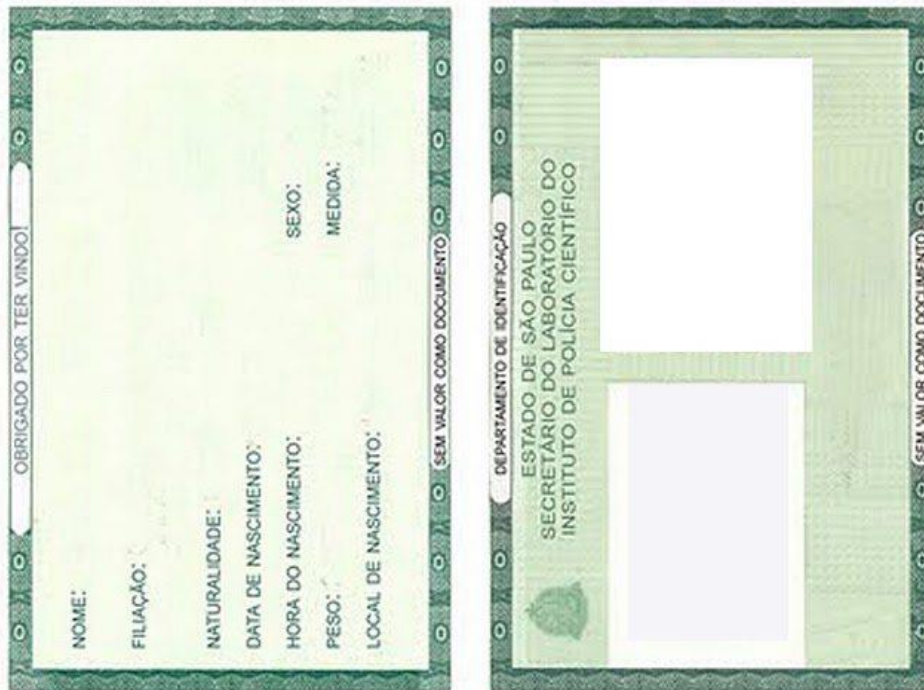 OBRIGADO POR TER VINDO!
NOME:
FILIAÇÃO:
NATURALIDADE:
DATA DE NASCIMENTO:
HORA DO NASCIMENTO:
SEXO:
PESO:
MEDIDA:
LOCAL DE NASCIMENTO:
SEM VALOR COMO DOCUMENTO
DEPARTAMENTO DE IDENTIFICAÇÃO
ESTADO DE SÃO PAULO
SECRETÁRIO DO LABORATÓRIO DO
INSTITUTO DE POLÍCIA CIENTÍFICO
SEM VALOR COMO DOCUMENTO